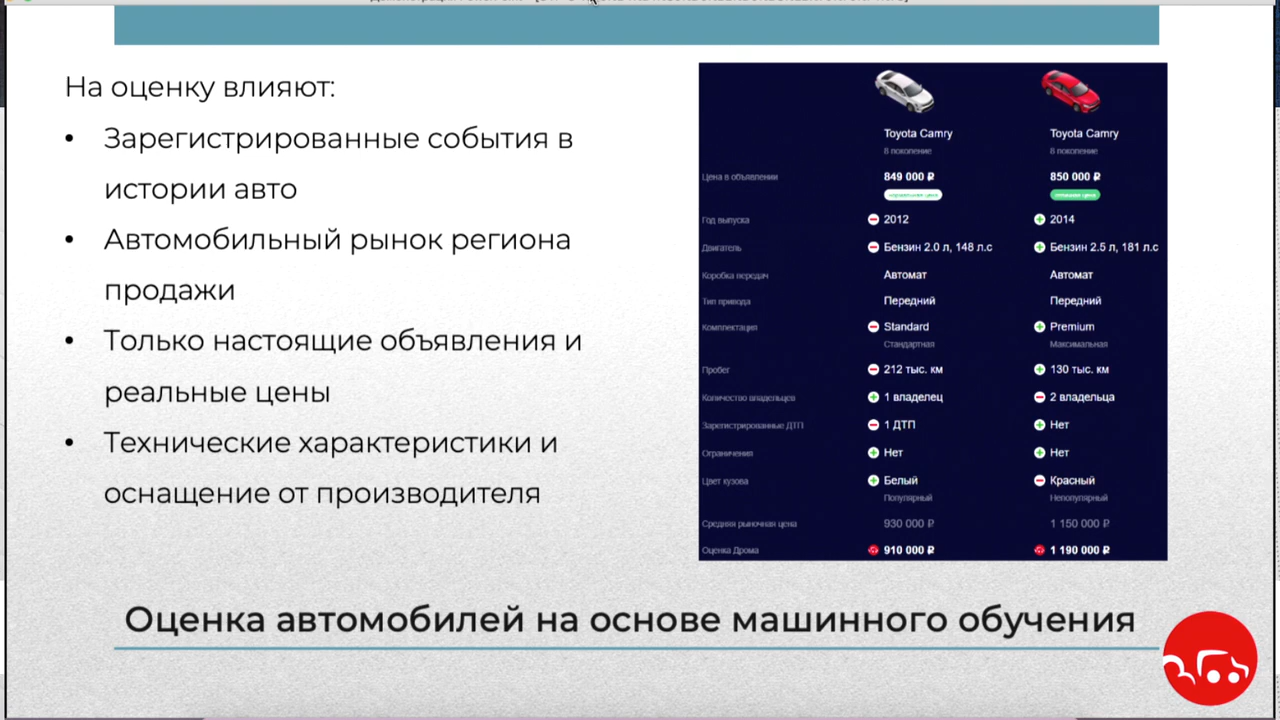 На оценку влияют:
• Зарегистрированные события в
истории авто
• Автомобильный рынок региона
продажи
• Только настоящие объявления и
реальные цены
• Технические характеристики и
оснащение от производителя
Toyota Camry Toyota Camry
8 поколение 8 поколение
Цена в объявлении 849 000 ₽ 850 000 ₽
Год выпуска 2012 2014
Двигатель Бензин 2.0 л, 148 л.с Бензин 2.5 л, 181 л.с
Коробка передач Автомат Автомат
Тип привода Передний Передний
Комплектация Standard Premium
Стандартная Максимальная
Пробег 212 тыс. км 130 тыс. км
Количество владельцев 1 владелец 2 владельца
Зарегистрированные ДТП 1 ДТП Нет
Ограничения Нет Нет
Цвет кузова Белый Красный
Популярный Непопулярный
Средняя рыночная цена 930 000 ₽ 1 150 000 ₽
Оценка Дрома 910 000 ₽ 1 190 000 ₽
Оценка автомобилей на основе машинного обучения